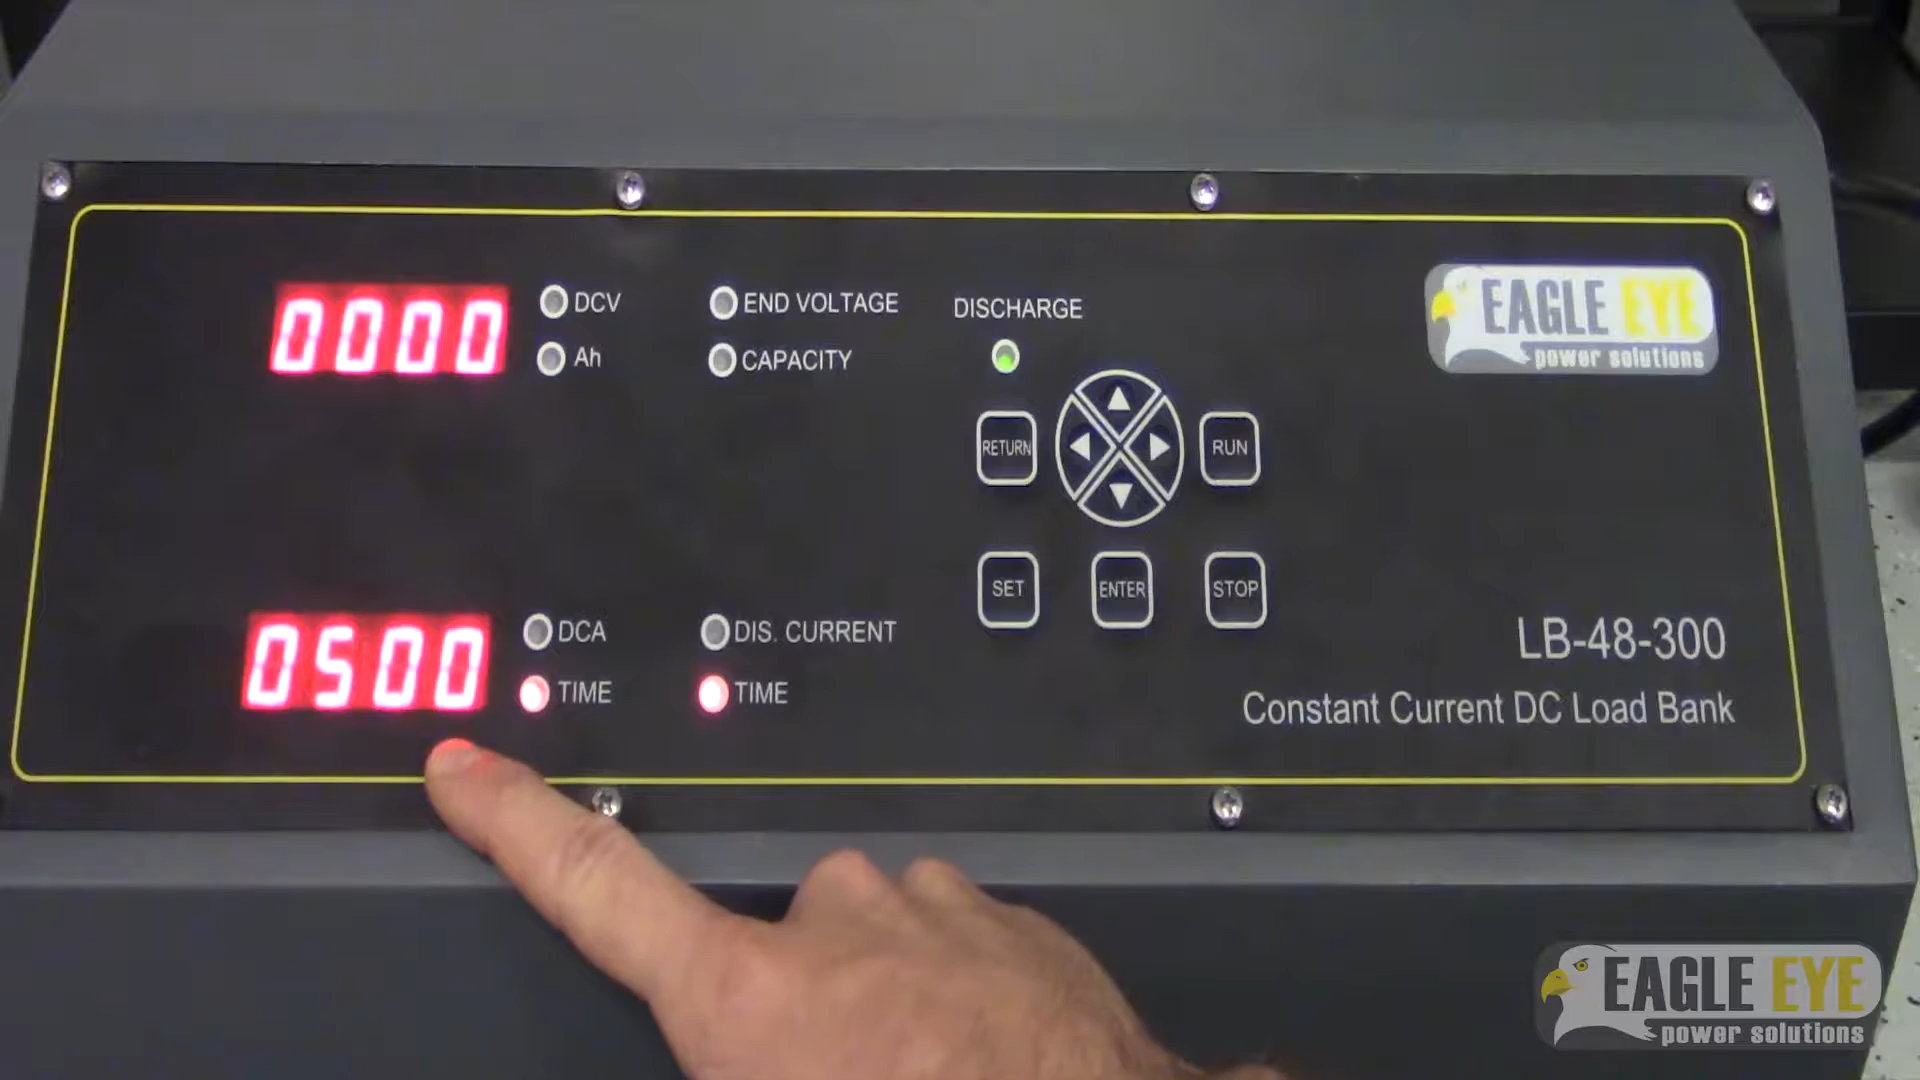 0000
DCV
END VOLTAGE
Ah
CAPACITY
DISCHARGE
EAGLE EYE
power solutions
RETURN
RUN
SET
ENTER
STOP
0500
DCA
DIS. CURRENT
TIME
TIME
LB-48-300
Constant Current DC Load Bank
EAGLE EYE
power solutions